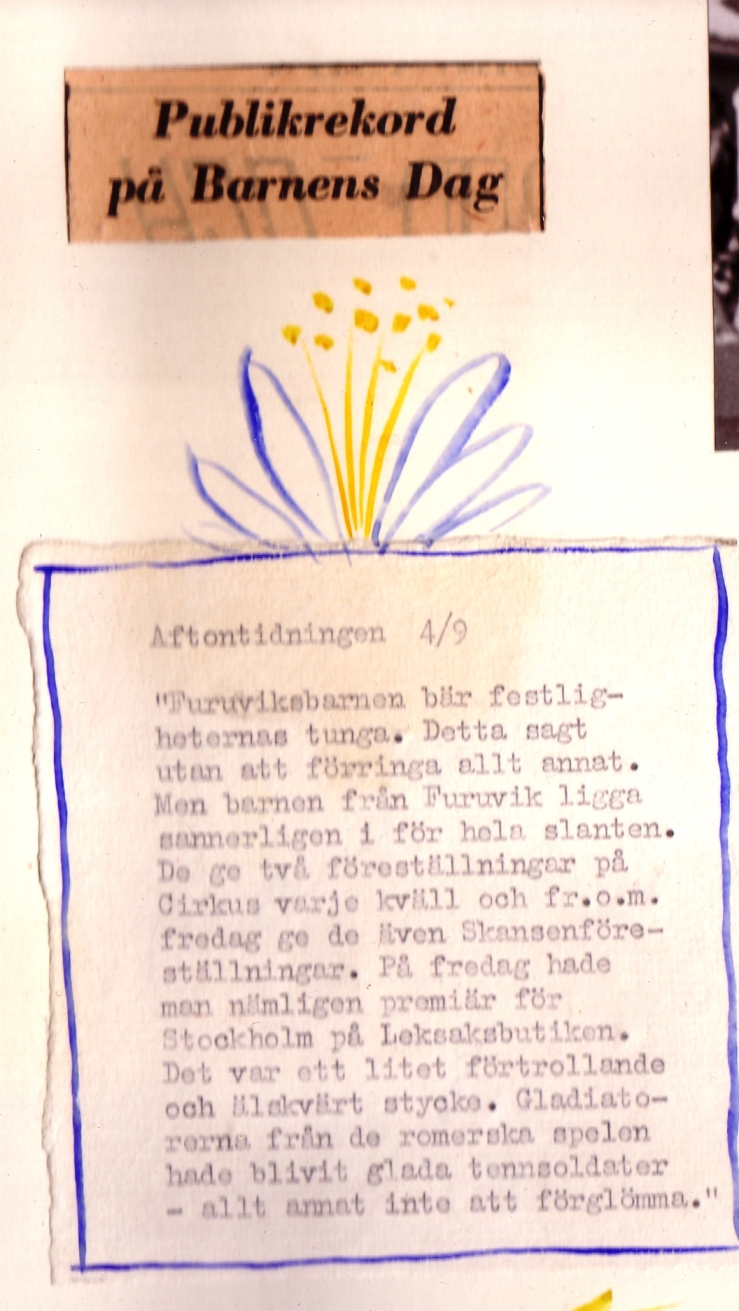 Publikrekord
på Barnens Dag
Aftontidningen 4/9
"Furuviksbarnen bär festlig-
heternas tunga. Detta sagt
utan att förringa allt annat.
Men barnen från Furuvik ligga
sannerligen i för hela slanten.
De ge två föreställningar på
Cirkus varje kväll och fr.o.m.
fredag ge de även Skansenföre-
ställningar. På fredag hade
man nämligen premiär för
Stockholm på Leksaksbutiken.
Det var ett litet förtrollande
och älskvärt stycke. Gladiato-
rerna från de romerska spelen
hade blivit glada tennsoldater
- allt annat inte att förglömma."